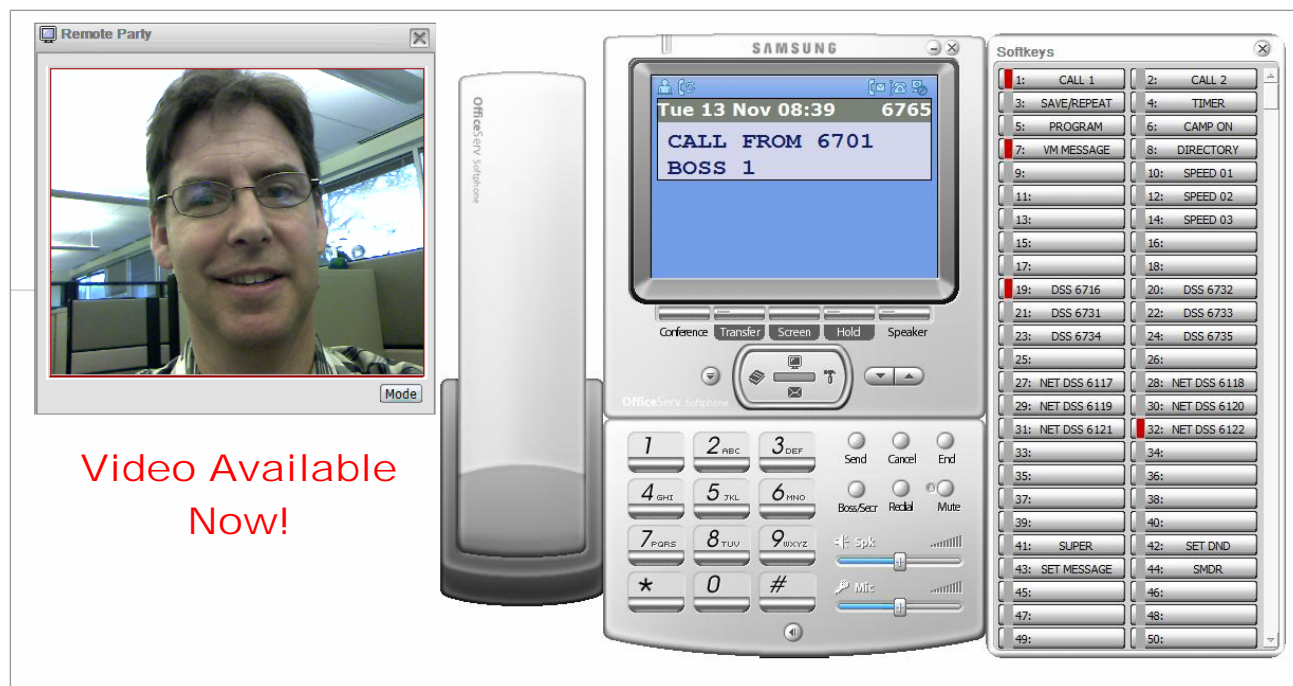 Remote Party
Mode
Video Available
Now!
OfficeServ Softphone
SAMSUNG
Tue 13 Nov 08:39 6765
CALL FROM 6701
BOSS 1
Conference Transfer Screen Hold Speaker
OfficeServ Softphone
1 2 ABC 3 DEF
Send Cancel End
4 GHI 5 JKL 6 MNO
Boss/Secr Redial Mute
7 PQRS 8 TUV 9 WXYZ
Spk
* 0 #
Mic
Softkeys
1: CALL 1 2: CALL 2
3: SAVE/REPEAT 4: TIMER
5: PROGRAM 6: CAMP ON
7: VM MESSAGE 8: DIRECTORY
9: 10: SPEED 01
11: 12: SPEED 02
13: 14: SPEED 03
15: 16:
17: 18:
19: DSS 6716 20: DSS 6732
21: DSS 6731 22: DSS 6733
23: DSS 6734 24: DSS 6735
25: 26:
27: NET DSS 6117 28: NET DSS 6118
29: NET DSS 6119 30: NET DSS 6120
31: NET DSS 6121 32: NET DSS 6122
33: 34:
35: 36:
37: 38:
39: 40:
41: SUPER 42: SET DND
43: SET MESSAGE 44: SMDR
45: 46:
47: 48:
49: 50: